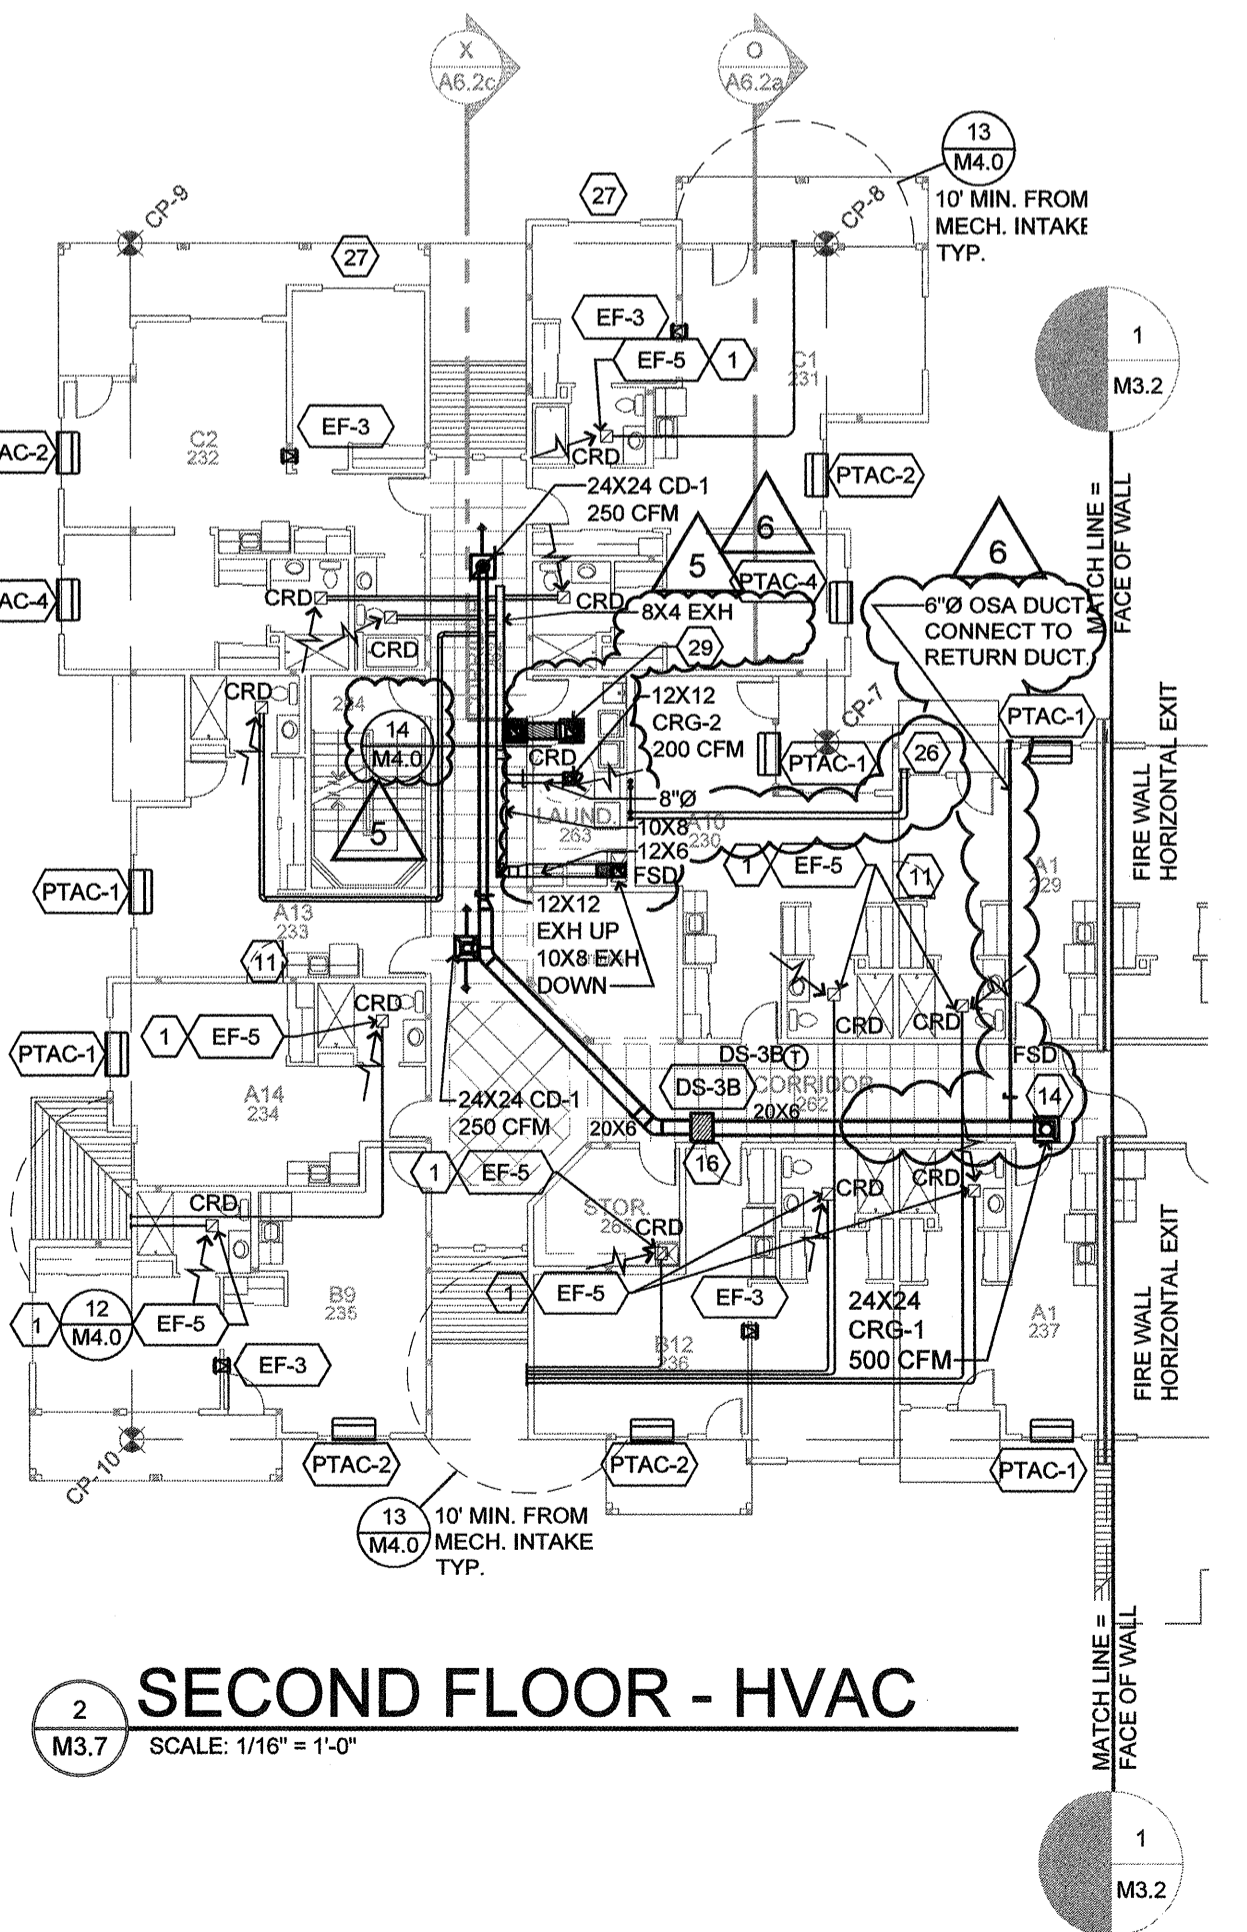 X
A6.2c
O
A6.2a
13
M4.0
10' MIN. FROM
MECH. INTAKE
TYP.
CP-9
27
27
CP-8
EF-3
EF-5
1
C1
231
1
M3.2
EF-3
C2
232
AC-2
CRD
PTAC-2
24X24 CD-1
250 CFM
6
5
6
MATCH LINE =
FACE OF WALL
AC-4
CRD
CRD
PTAC-4
8X4 EXH
6"Ø OSA DUCT.
CONNECT TO
RETURN DUCT.
CRD
29
CRD
12X12
CRG-2
200 CFM
CP-7
PTAC-1
14
M4.0
CRD
PTAC-1
26
FIRE WALL
HORIZONTAL EXIT
5
8"Ø
LAUND.
263
10X8
A10
230
12X6
FSD
1
EF-5
11
A1
229
PTAC-1
A13
233
12X12
EXH UP
10X8 EXH
DOWN
11
CRD
1
EF-5
CRD
CRD
PTAC-1
DS-3B
T
FSD
DS-3B
CORRIDOR
262
14
A14
234
24X24 CD-1
250 CFM
20X6
20X6
16
1
EF-5
CRD
CRD
CRD
STOR.
CRD
1
EF-5
EF-3
B9
235
1
12
M4.0
EF-5
24X24
CRG-1
500 CFM
A1
237
B12
236
FIRE WALL
HORIZONTAL EXIT
EF-3
CP-10
PTAC-2
PTAC-2
PTAC-1
13
M4.0
10' MIN. FROM
MECH. INTAKE
TYP.
MATCH LINE =
FACE OF WALL
2
M3.7
SECOND FLOOR - HVAC
SCALE: 1/16" = 1'-0"
1
M3.2